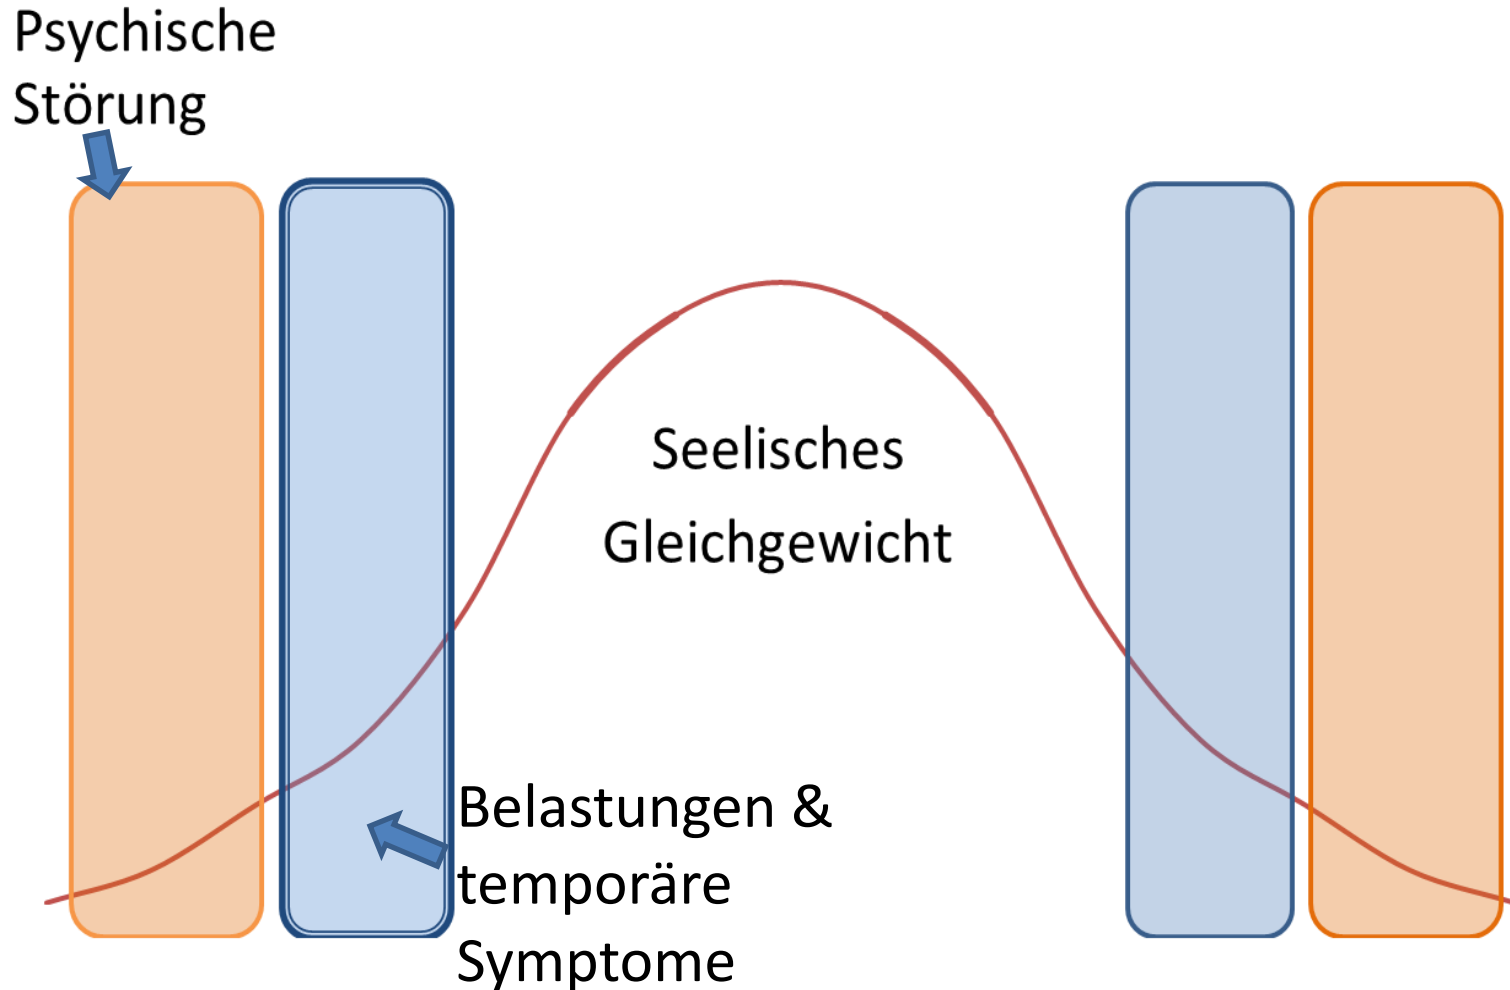 Psychische
Störung
Seelisches
Gleichgewicht
Belastungen &
temporäre
Symptome